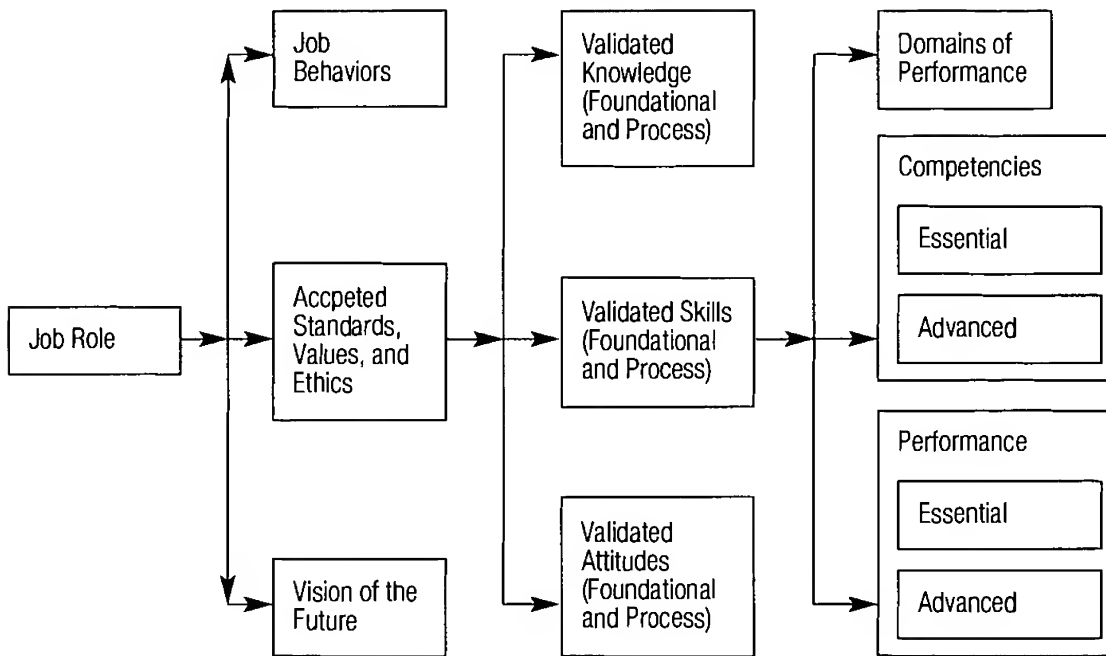 Job Role
Job
Behaviors
Accpeted
Standards,
Values, and
Ethics
Vision of the
Future
Validated
Knowledge
(Foundational
and Process)
Validated Skills
(Foundational
and Process)
Validated
Attitudes
(Foundational
and Process)
Domains of
Performance
Competencies
Essential
Advanced
Performance
Essential
Advanced